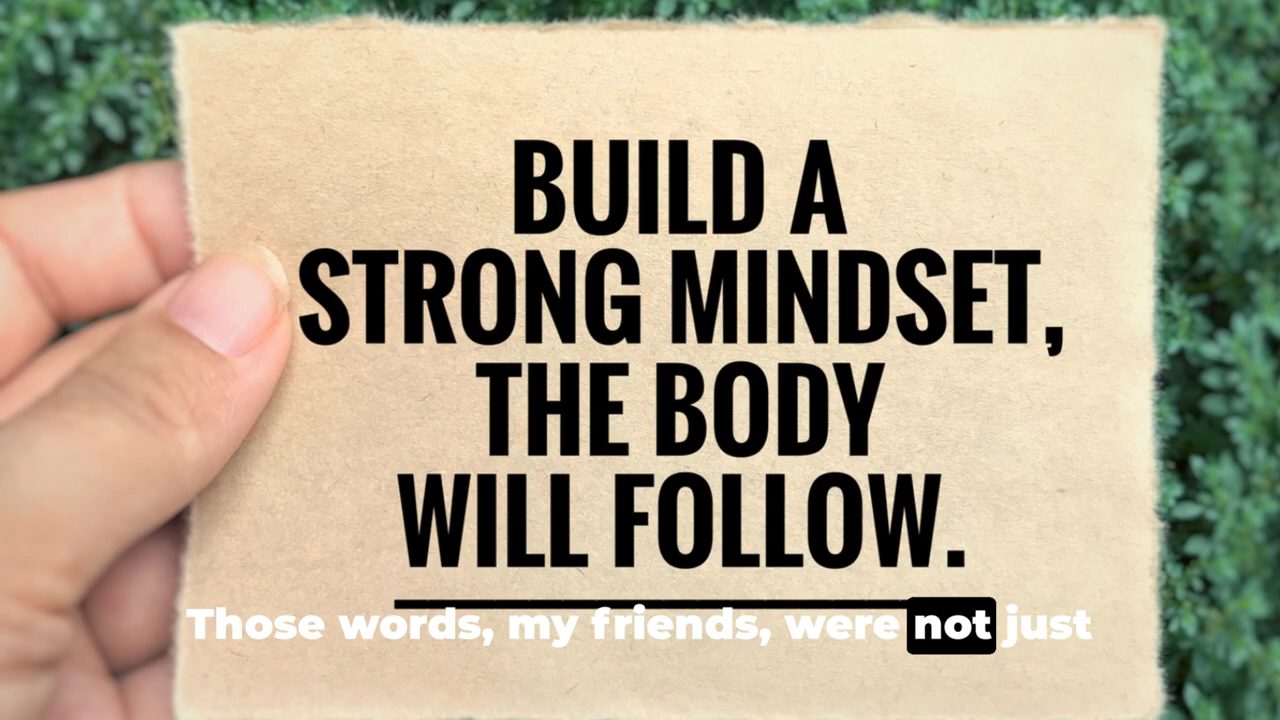 BUILD A
STRONG MINDSET,
THE BODY
WILL FOLLOW.
Those words, my friends, were not just